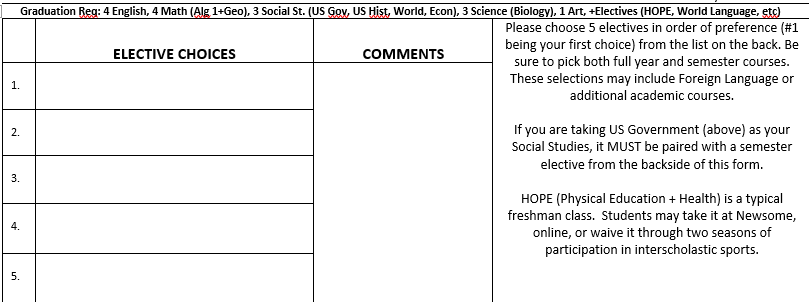 Graduation Req: 4 English, 4 Math (Alg 1+Geo), 3 Social St. (US Gov, US Hist, World, Econ), 3 Science (Biology), 1 Art, +Electives (HOPE, World Language, etc)
ELECTIVE CHOICES
COMMENTS
1.
2.
3.
4.
5.
Please choose 5 electives in order of preference (#1
being your first choice) from the list on the back. Be
sure to pick both full year and semester courses.
These selections may include Foreign Language or
additional academic courses.
If you are taking US Government (above) as your
Social Studies, it MUST be paired with a semester
elective from the backside of this form.
HOPE (Physical Education + Health) is a typical
freshman class. Students may take it at Newsome,
online, or waive it through two seasons of
participation in interscholastic sports.